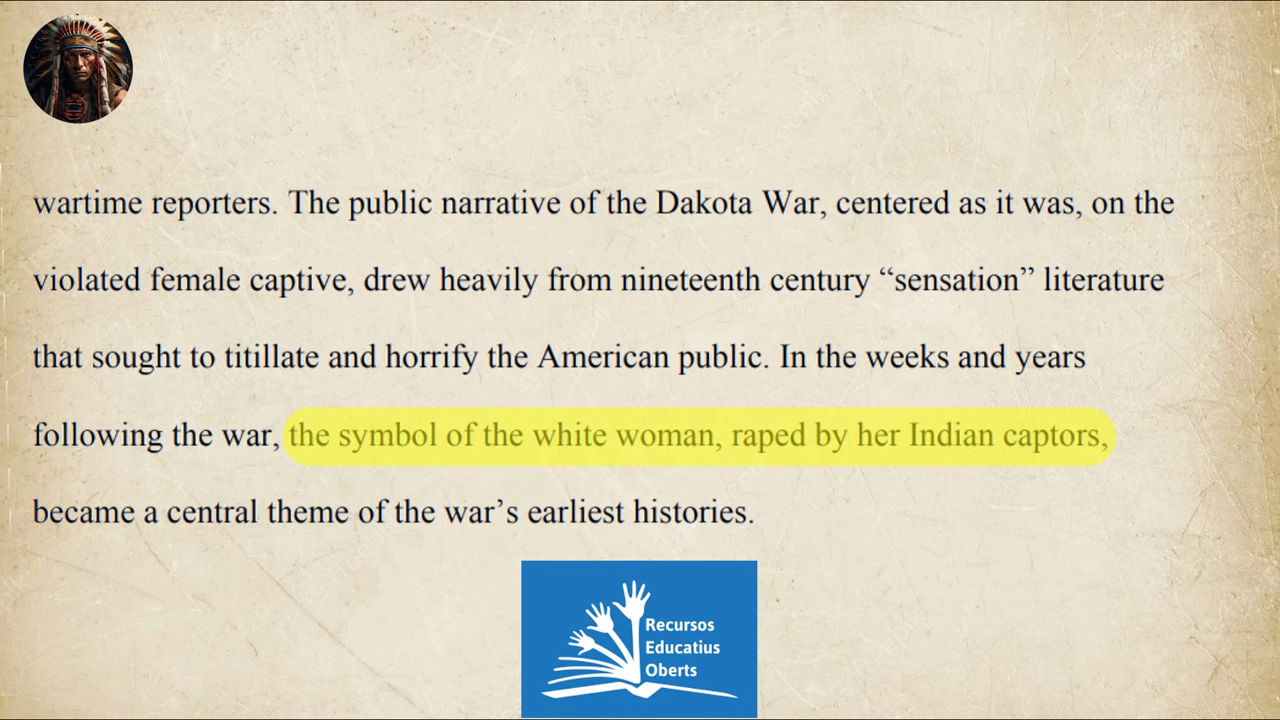 wartime reporters. The public narrative of the Dakota War, centered as it was, on the
violated female captive, drew heavily from nineteenth century “sensation” literature
that sought to titillate and horrify the American public. In the weeks and years
following the war, the symbol of the white woman, raped by her Indian captors,
became a central theme of the war’s earliest histories.
Recursos
Educatius
Oberts